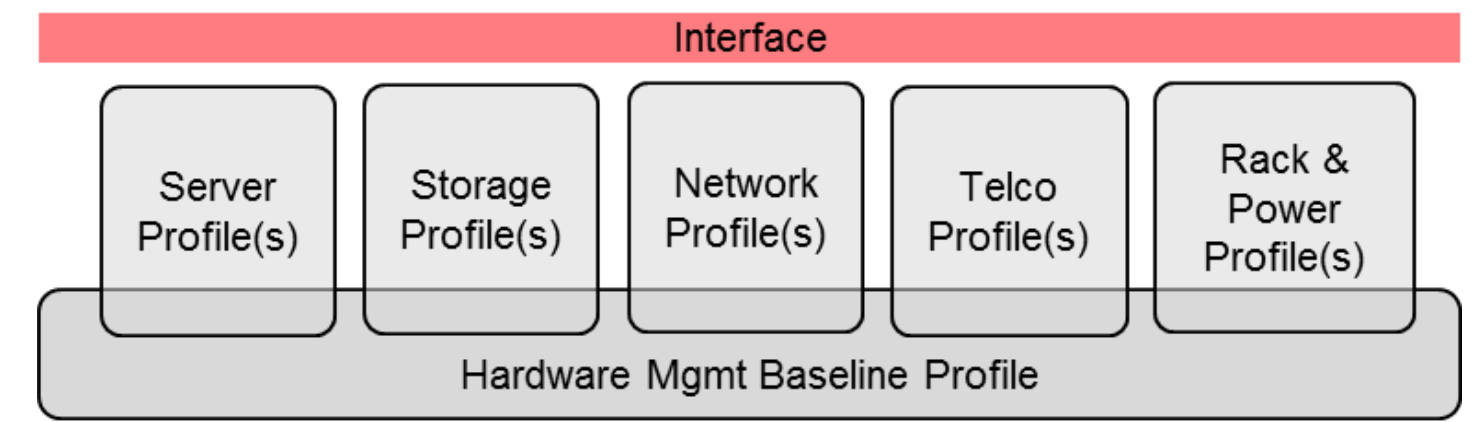 Interface
Server
Profile(s)
Storage
Profile(s)
Network
Profile(s)
Telco
Profile(s)
Rack &
Power
Profile(s)
Hardware Mgmt Baseline Profile